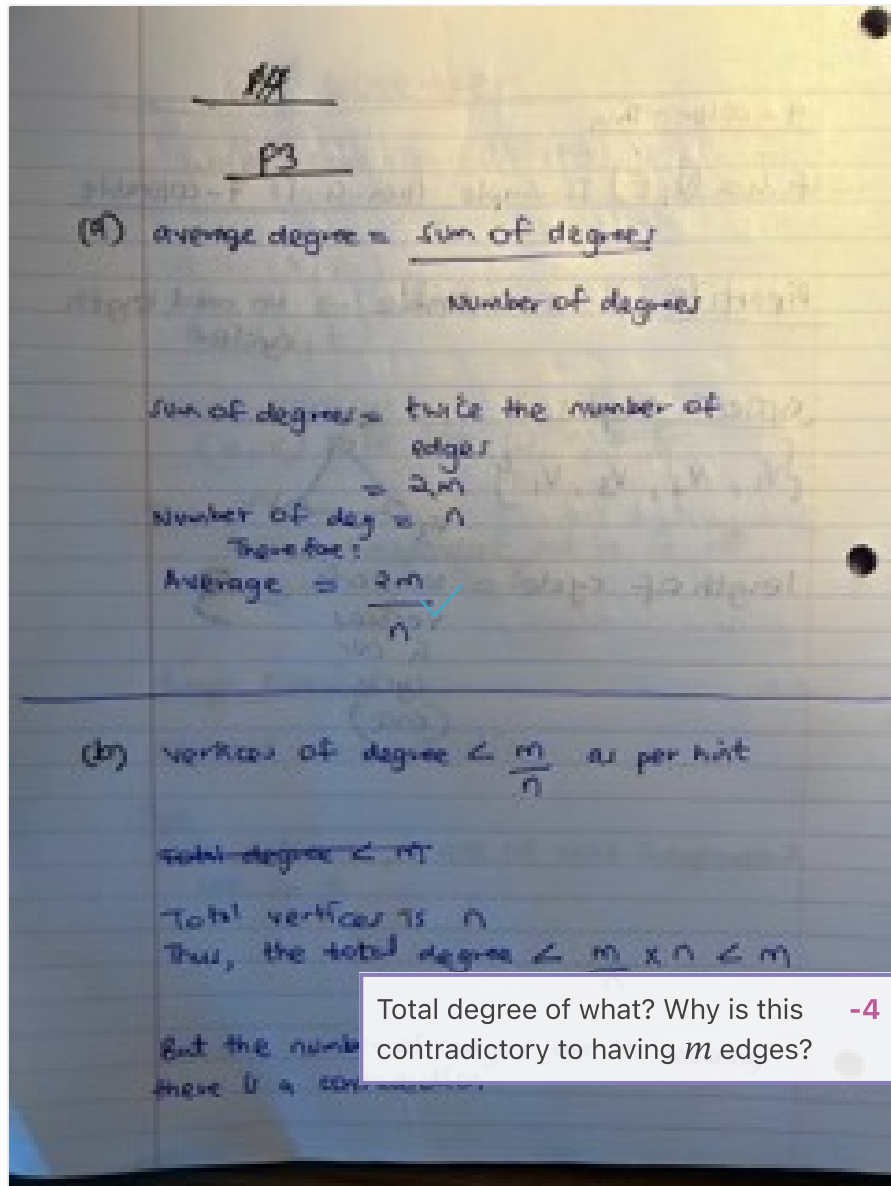 P3
(a) average degree = sum of degrees
Number of degrees
sum of degrees = twice the number of
edges
= 2m
Number of deg = n
Therefore:
Average = 2m
n
(b) vertices of degree < m as per hint
n
Total degree < m
Total vertices is n
Thus, the total degree < m x n < m
Total degree of what? Why is this -4
contradictory to having m edges?
But the
there is a